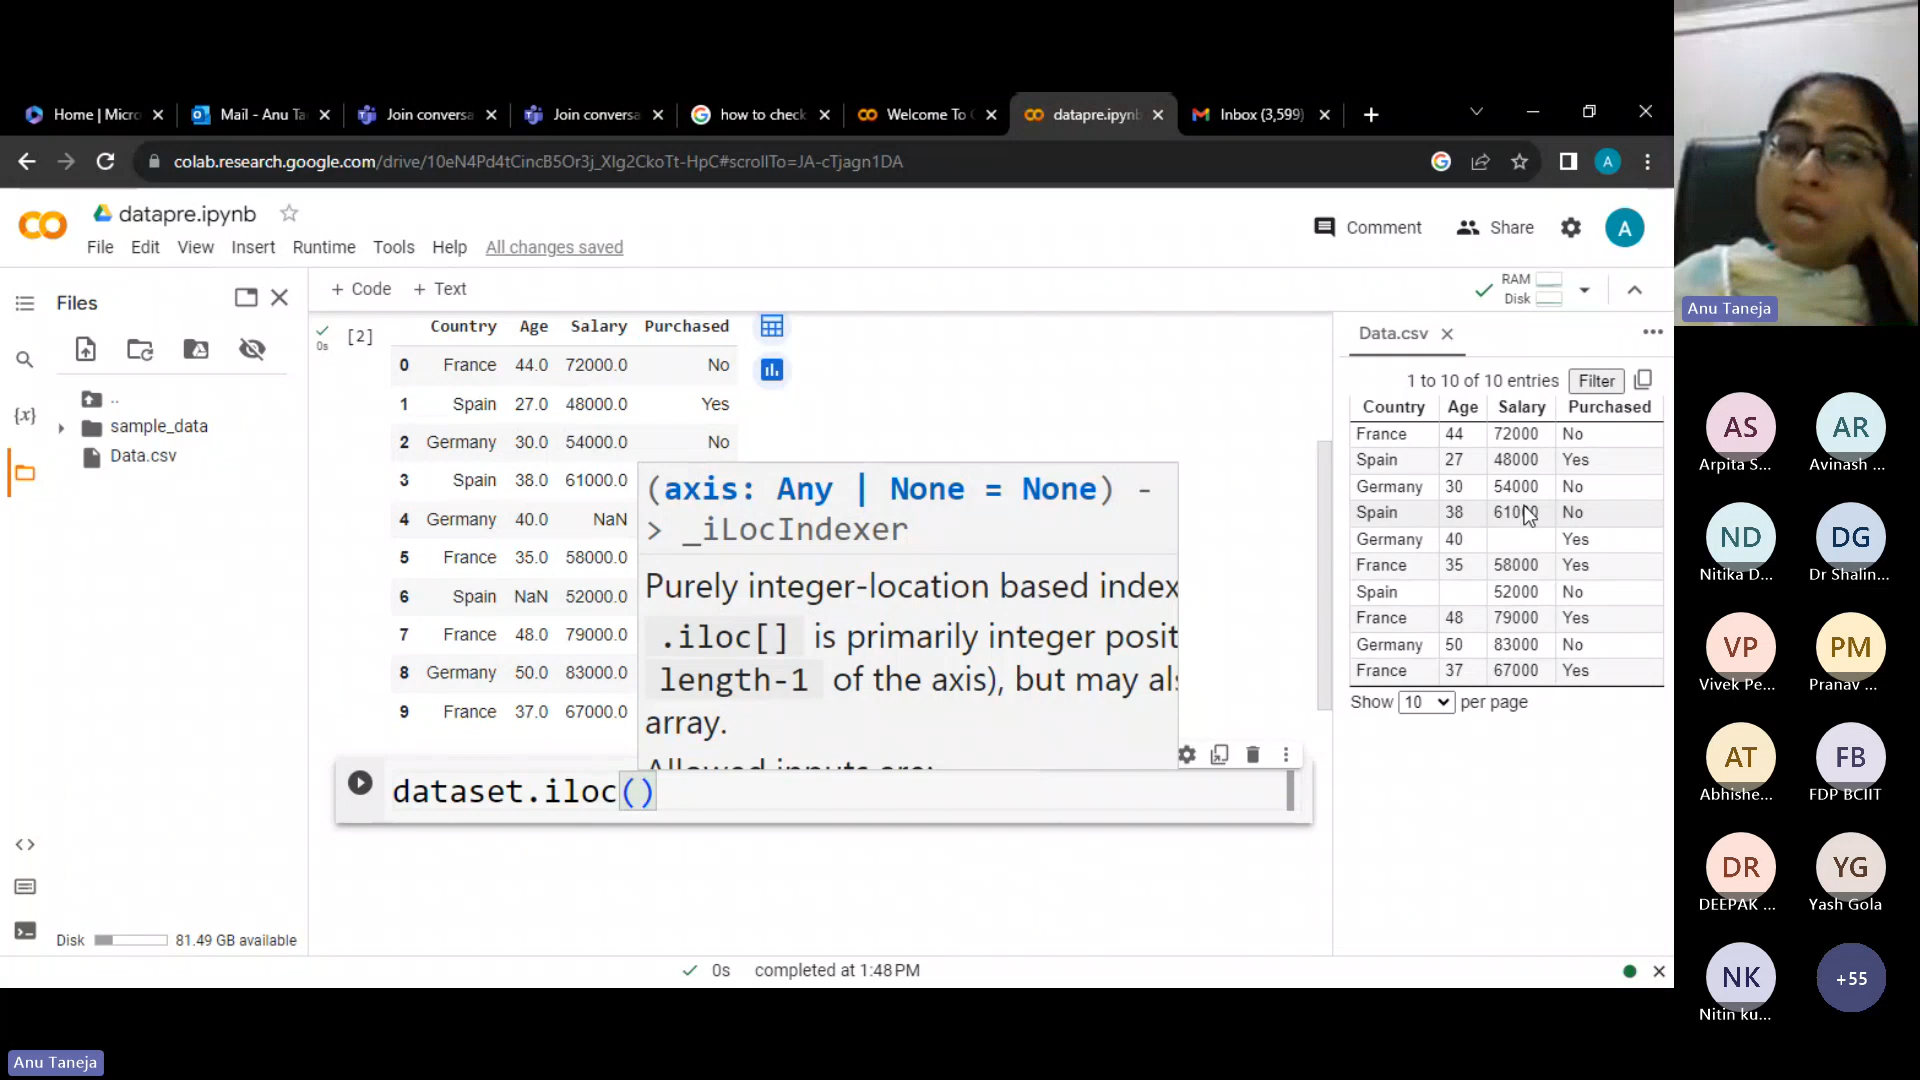 Home | Micro
Mail - Anu Ta
Join conversa
Join conversa
how to check
Welcome To C
datapre.ipynb
Inbox (3,599)
colab.research.google.com/drive/10eN4Pd4tCincB5Or3j_XIg2CkoTt-HpC#scrollTo=JA-cTjagn1DA
A
CO
datapre.ipynb
File Edit View Insert Runtime Tools Help All changes saved
Comment
Share
A
Files
..
sample_data
Data.csv
{x}
Disk 81.49 GB available
+ Code + Text
RAM
Disk
[2]
0s
Country Age Salary Purchased
0 France 44.0 72000.0 No
1 Spain 27.0 48000.0 Yes
2 Germany 30.0 54000.0 No
3 Spain 38.0 61000.0
4 Germany 40.0 NaN
5 France 35.0 58000.0
6 Spain NaN 52000.0
7 France 48.0 79000.0
8 Germany 50.0 83000.0
9 France 37.0 67000.0
(axis: Any | None = None) -
> _iLocIndexer
Purely integer-location based index
.iloc[] is primarily integer posit
length-1 of the axis), but may als
array.
Allowed inputs are:
dataset.iloc()
Data.csv
1 to 10 of 10 entries Filter
Country Age Salary Purchased
France 44 72000 No
Spain 27 48000 Yes
Germany 30 54000 No
Spain 38 61000 No
Germany 40 Yes
France 35 58000 Yes
Spain 52000 No
France 48 79000 Yes
Germany 50 83000 No
France 37 67000 Yes
Show 10 per page
0s completed at 1:48 PM
Anu Taneja
AS
Arpita S...
AR
Avinash ...
ND
Nitika D...
DG
Dr Shalin...
VP
Vivek Pe...
PM
Pranav ...
AT
Abhishe...
FB
FDP BCIIT
DR
DEEPAK ...
YG
Yash Gola
NK
Nitin ku...
+55
Anu Taneja